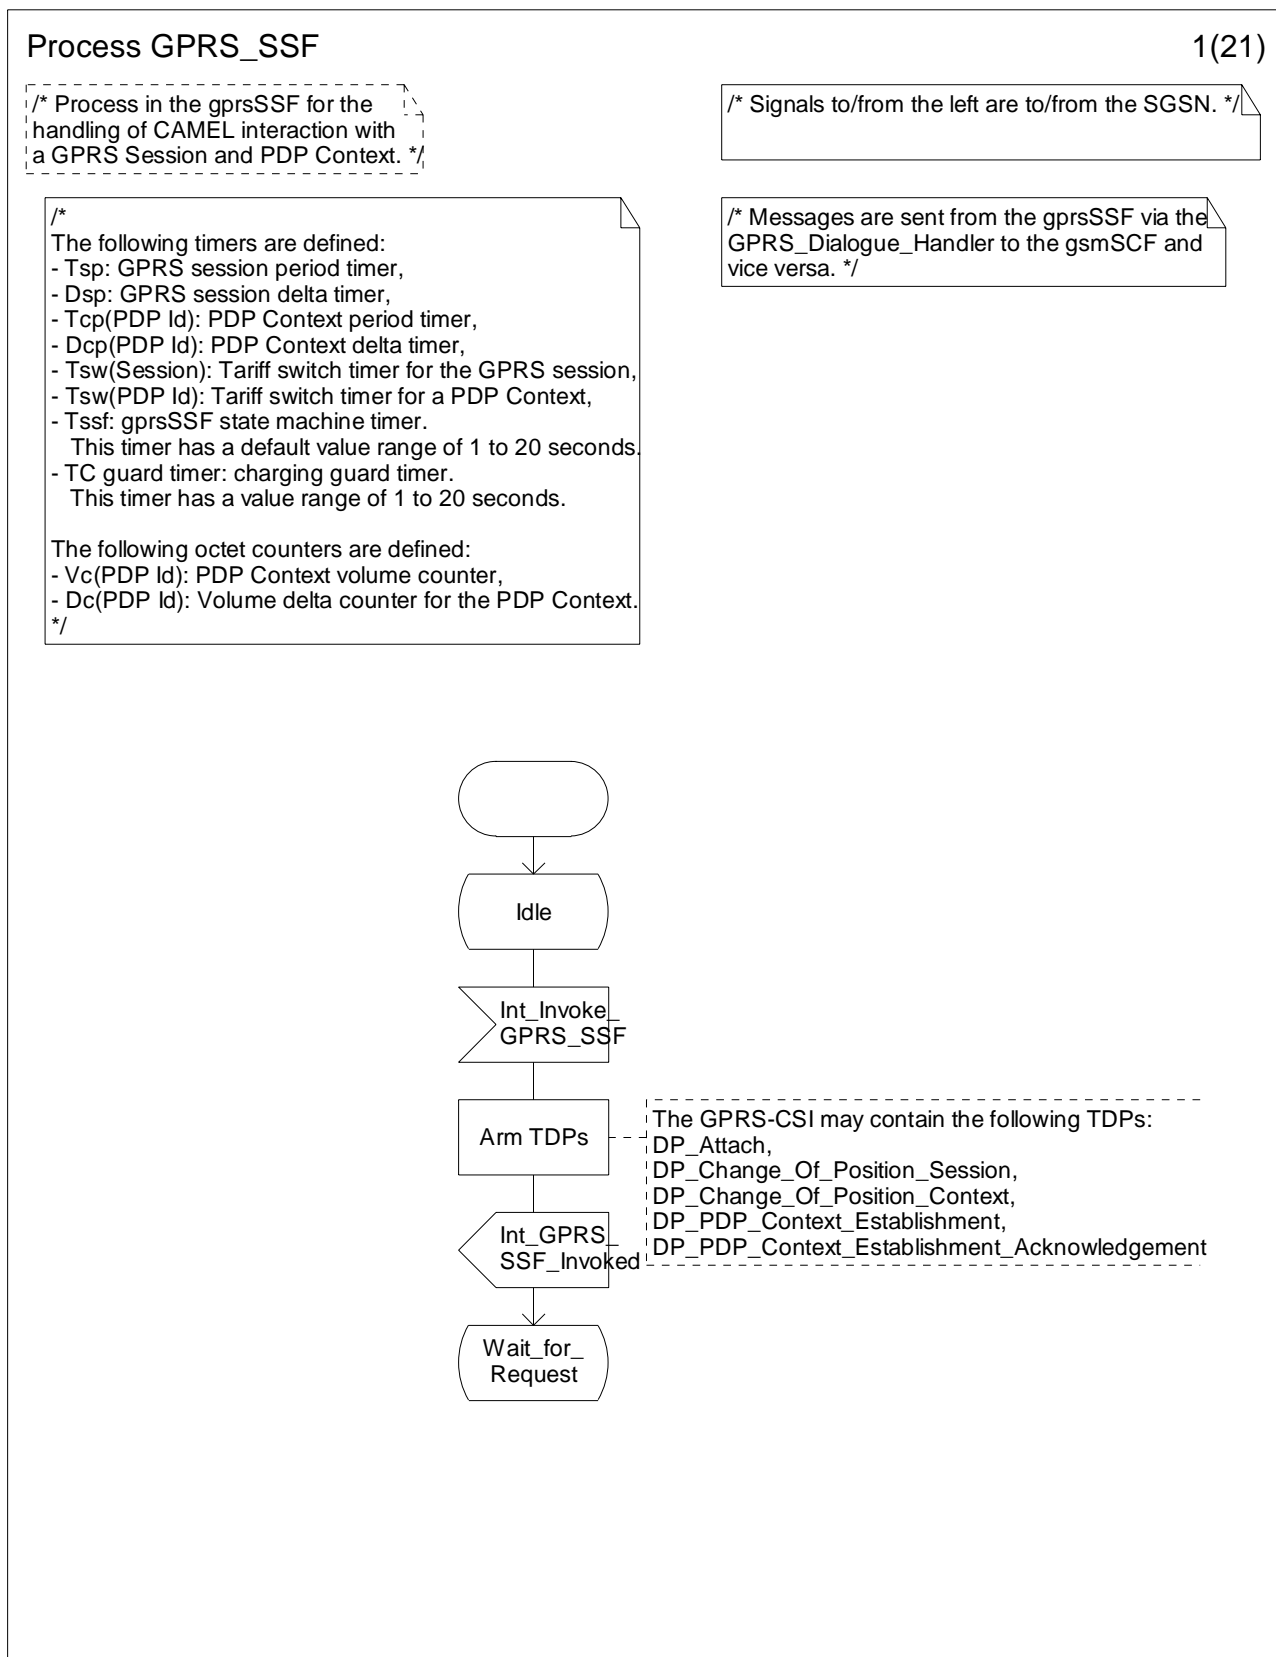 Process GPRS_SSF
1(21)
/* Process in the gprsSSF for the
handling of CAMEL interaction with
a GPRS Session and PDP Context. */
/* Signals to/from the left are to/from the SGSN. */
/*
The following timers are defined:
- Tsp: GPRS session period timer,
- Dsp: GPRS session delta timer,
- Tcp(PDP Id): PDP Context period timer,
- Dcp(PDP Id): PDP Context delta timer,
- Tsw(Session): Tariff switch timer for the GPRS session,
- Tsw(PDP Id): Tariff switch timer for a PDP Context,
- Tssf: gprsSSF state machine timer.
This timer has a default value range of 1 to 20 seconds.
- TC guard timer: charging guard timer.
This timer has a value range of 1 to 20 seconds.
The following octet counters are defined:
- Vc(PDP Id): PDP Context volume counter,
- Dc(PDP Id): Volume delta counter for the PDP Context.
*/
/* Messages are sent from the gprsSSF via the
GPRS_Dialogue_Handler to the gsmSCF and
vice versa. */
Idle
Int_Invoke_
GPRS_SSF
Arm TDPs
The GPRS-CSI may contain the following TDPs:
DP_Attach,
DP_Change_Of_Position_Session,
DP_Change_Of_Position_Context,
DP_PDP_Context_Establishment,
DP_PDP_Context_Establishment_Acknowledgement
Int_GPRS_
SSF_Invoked
Wait_for_
Request